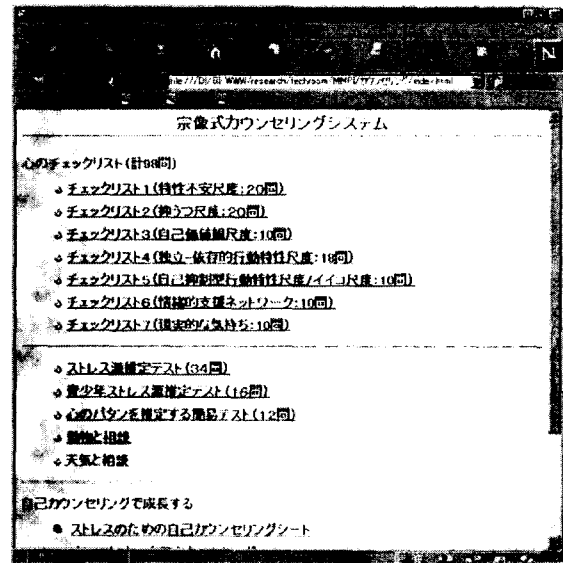 N
宗像式カウンセリングシステム
心のチェックリスト(計98問)
チェックリスト1(特性不安尺度:20問)
チェックリスト2(抑うつ尺度:20問)
チェックリスト3(自己価値観尺度:10問)
チェックリスト4(独立-依存的行動特性尺度:18問)
チェックリスト5(自己抑制型行動特性尺度/イイコ尺度:10問)
チェックリスト6(情緒的支援ネットワーク:10問)
チェックリスト7(現実的な気持ち:10問)
ストレス源推定テスト(34問)
青少年ストレス源推定テスト(16問)
心のパタンを推定する簡易テスト(12問)
動物と相談
天気と相談
自己カウンセリングで成長する
ストレスのための自己カウンセリングシート